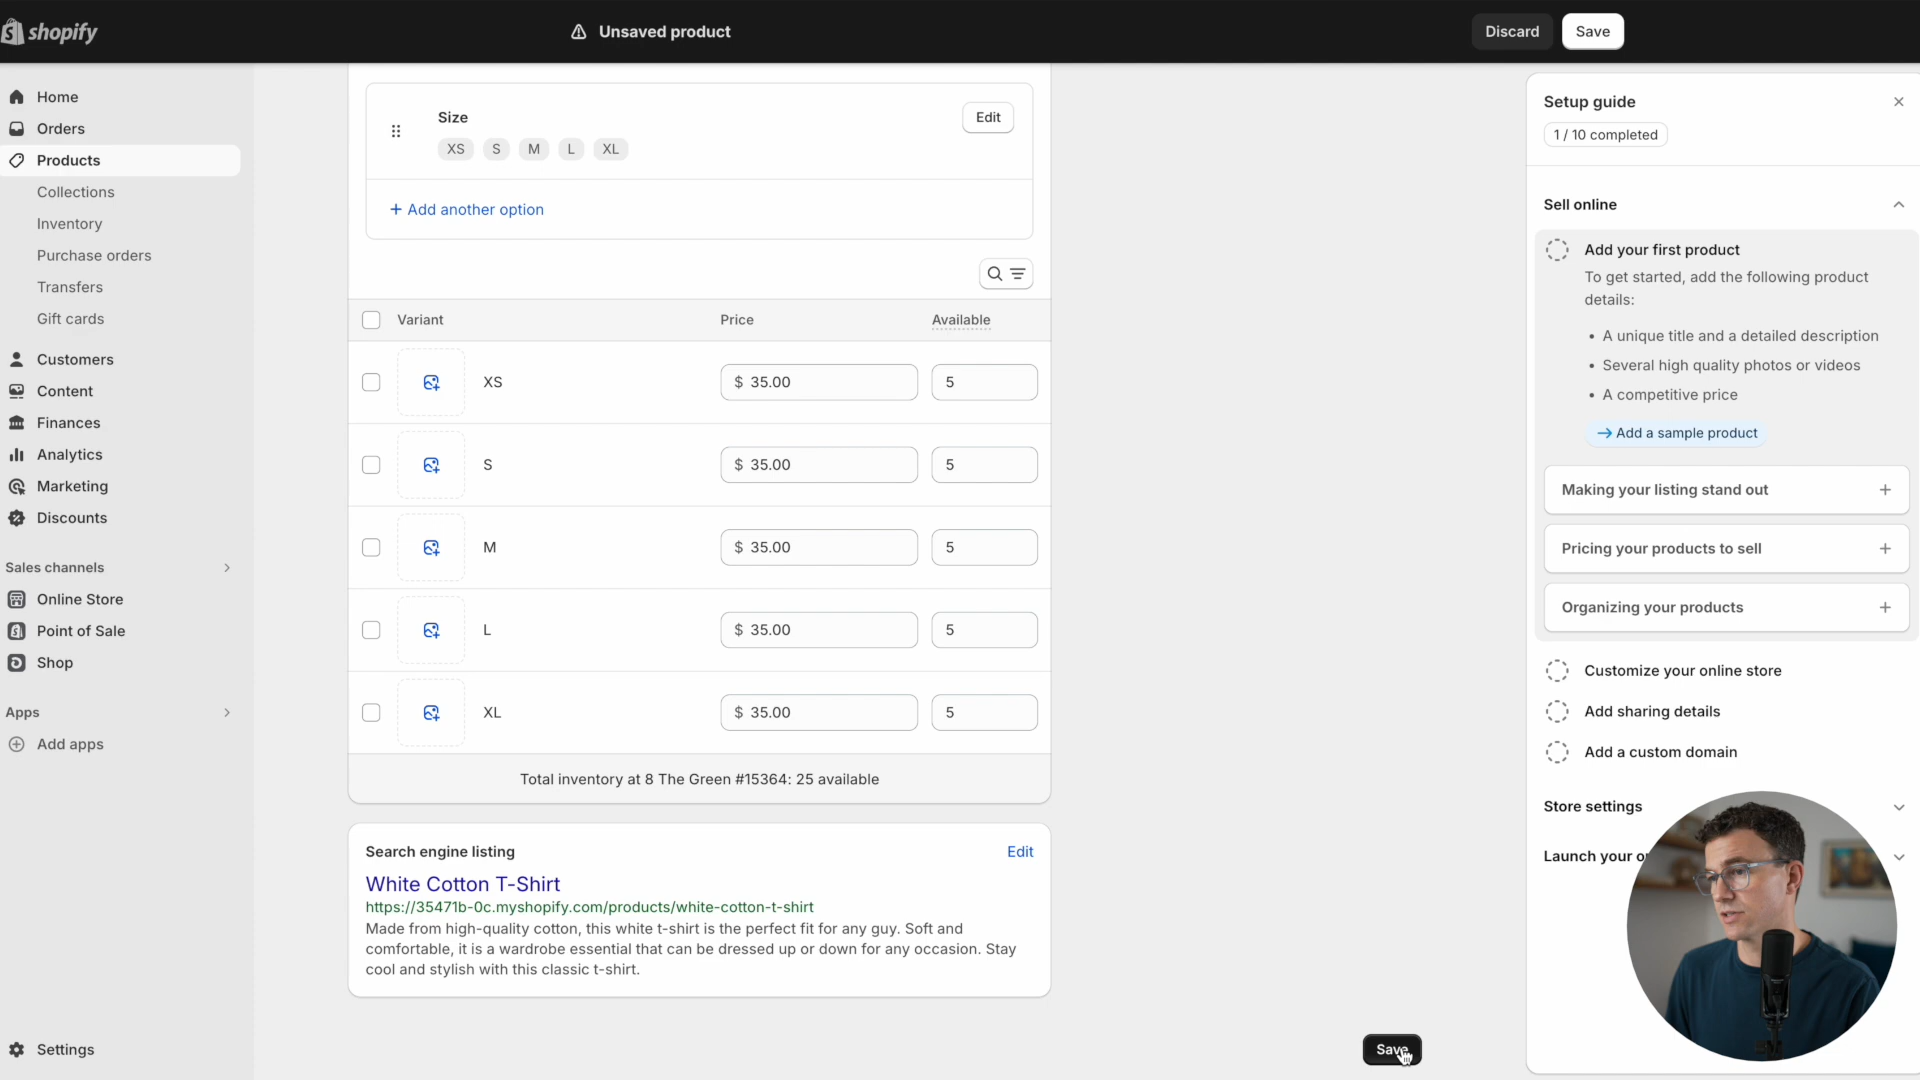 shopify
Unsaved product
Discard
Save
Home
Orders
Products
Collections
Inventory
Purchase orders
Transfers
Gift cards
Customers
Content
Finances
Analytics
Marketing
Discounts
Sales channels
Online Store
Point of Sale
Shop
Apps
Add apps
Settings
Size
Edit
XS S M L XL
+ Add another option
Variant Price Available
XS $ 35.00 5
S $ 35.00 5
M $ 35.00 5
L $ 35.00 5
XL $ 35.00 5
Total inventory at 8 The Green #15364: 25 available
Search engine listing
Edit
White Cotton T-Shirt
https://35471b-0c.myshopify.com/products/white-cotton-t-shirt
Made from high-quality cotton, this white t-shirt is the perfect fit for any guy. Soft and
comfortable, it is a wardrobe essential that can be dressed up or down for any occasion. Stay
cool and stylish with this classic t-shirt.
Save
Setup guide
1 / 10 completed
Sell online
Add your first product
To get started, add the following product
details:
• A unique title and a detailed description
• Several high quality photos or videos
• A competitive price
→ Add a sample product
Making your listing stand out
Pricing your products to sell
Organizing your products
Customize your online store
Add sharing details
Add a custom domain
Store settings
Launch your